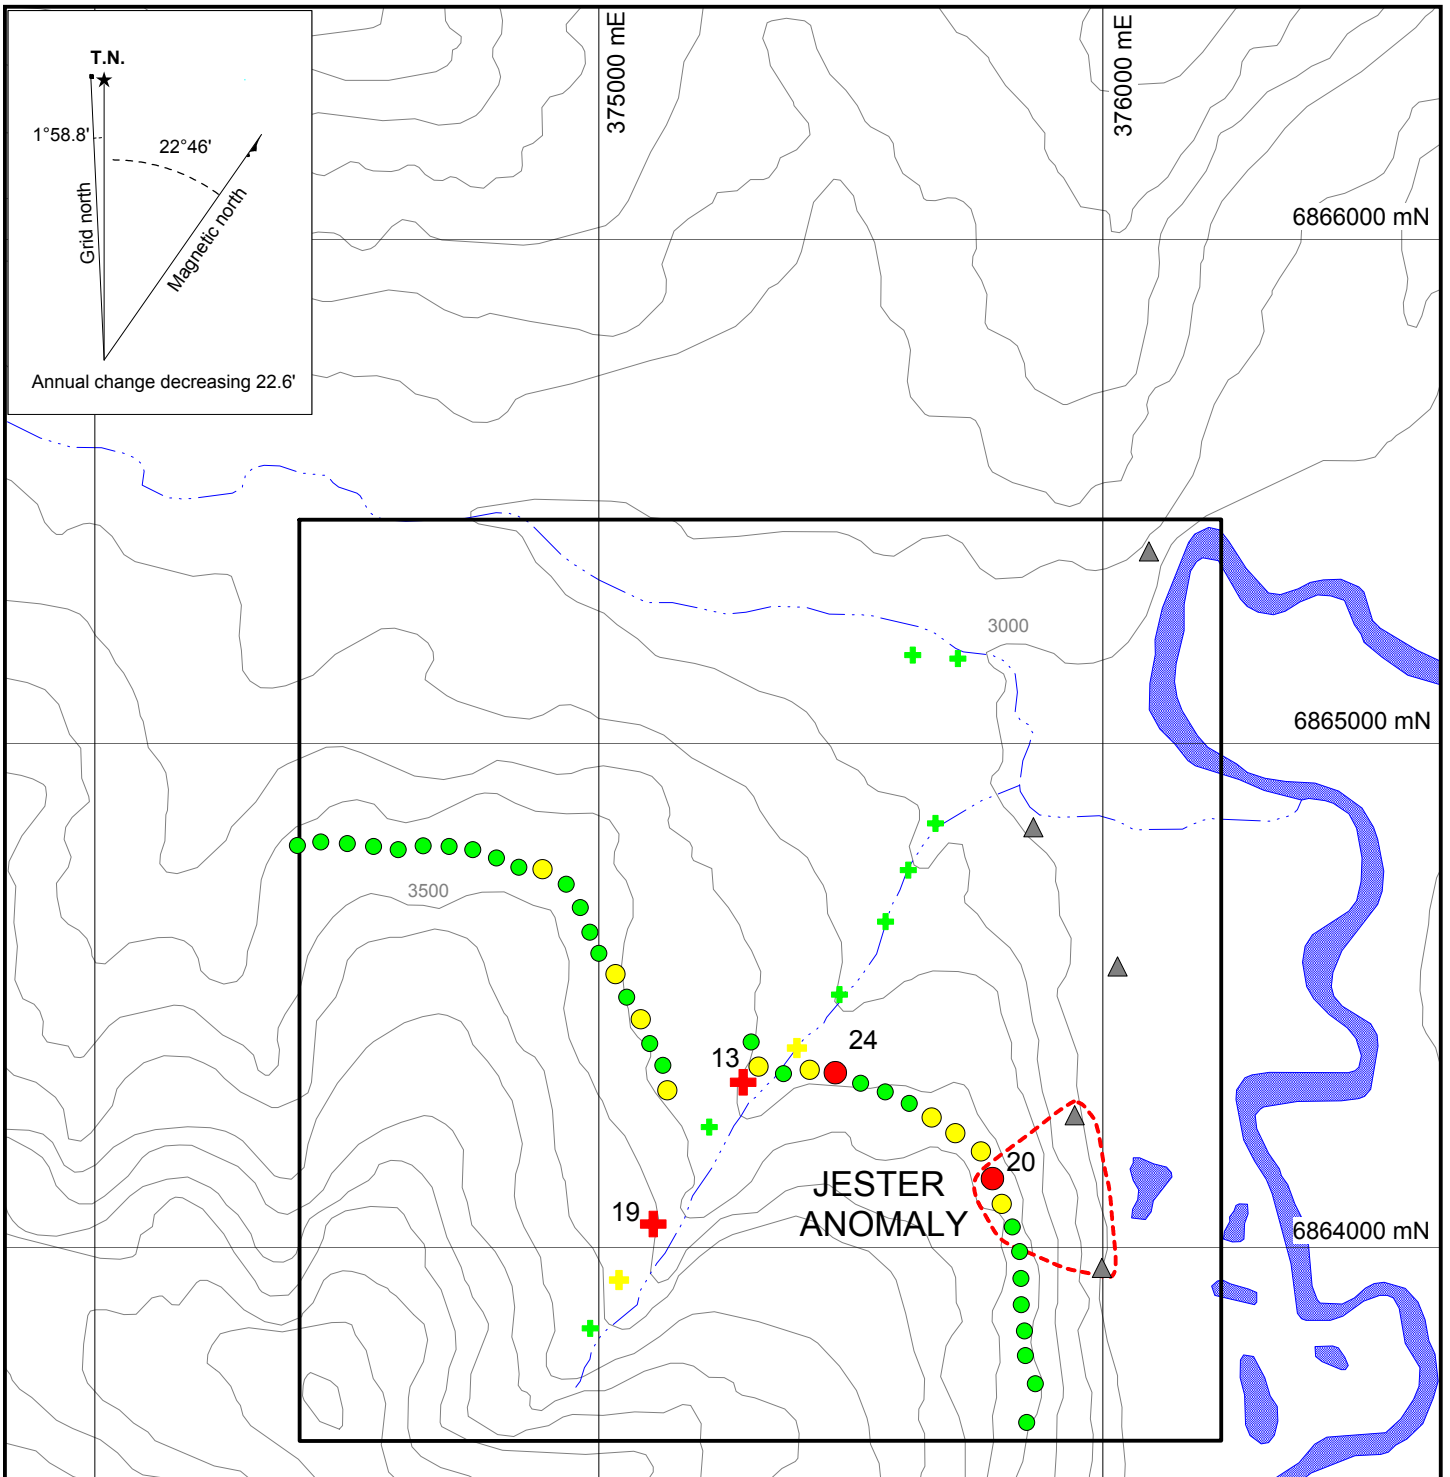 T.N.
1°58.8'
22°46'
Grid north
Magnetic north
Annual change decreasing 22.6'
375000 mE
376000 mE
6866000 mN
3000
6865000 mN
3500
24
13
20
JESTER
ANOMALY
19
6864000 mN